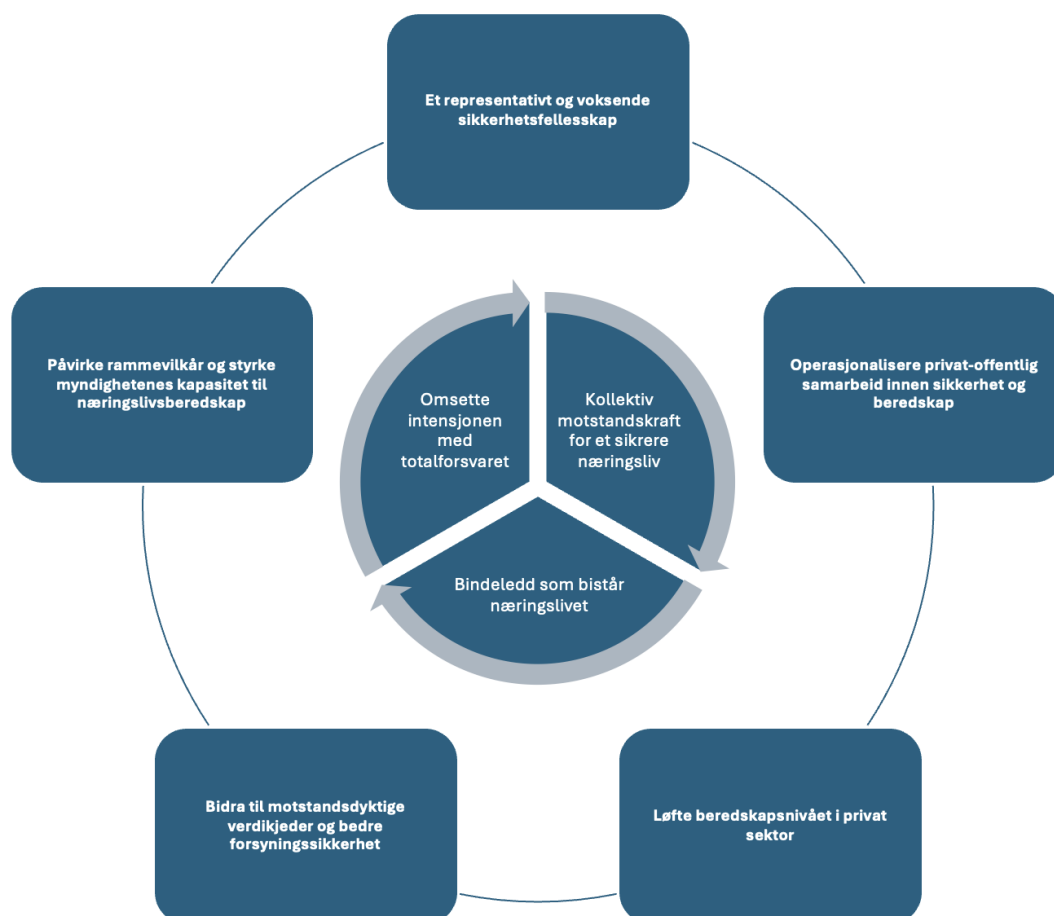 Et representativt og voksende
sikkerhetsfellesskap
Påvirke rammevilkår og styrke
myndighetenes kapasitet til
næringslivsberedskap
Operasjonalisere privat-offentlig
samarbeid innen sikkerhet og
beredskap
Omsette
intensjonen
med
totalforsvaret
Kollektiv
motstandskraft
for et sikrere
næringsliv
Bindeledd som bistår
næringslivet
Bidra til motstandsdyktige
verdikjeder og bedre
forsyningssikkerhet
Løfte beredskapsnivået i privat
sektor